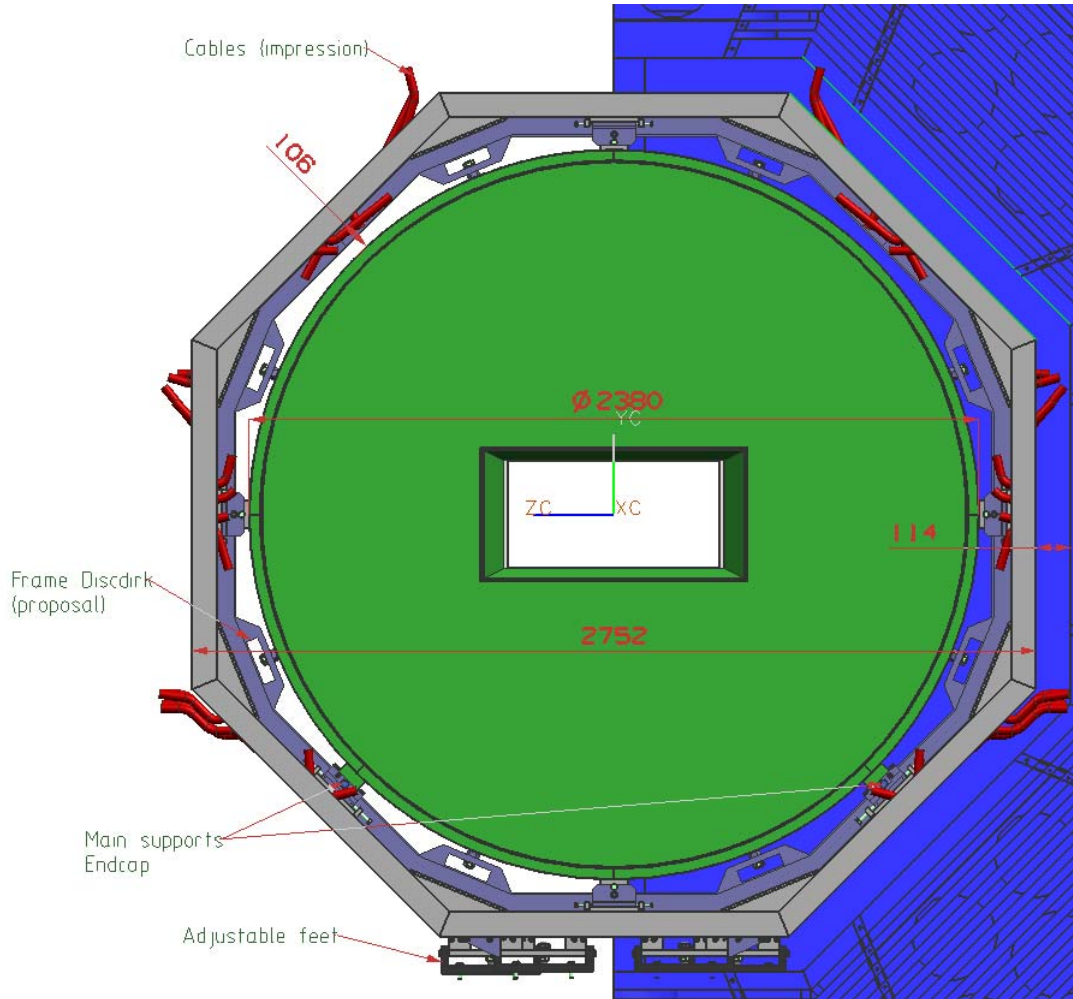 Cables (impression)
106
Ø2380
YC
ZC
XC
114
Frame Discdirk
(proposal)
2752
Main supports
Endcap
Adjustable feet